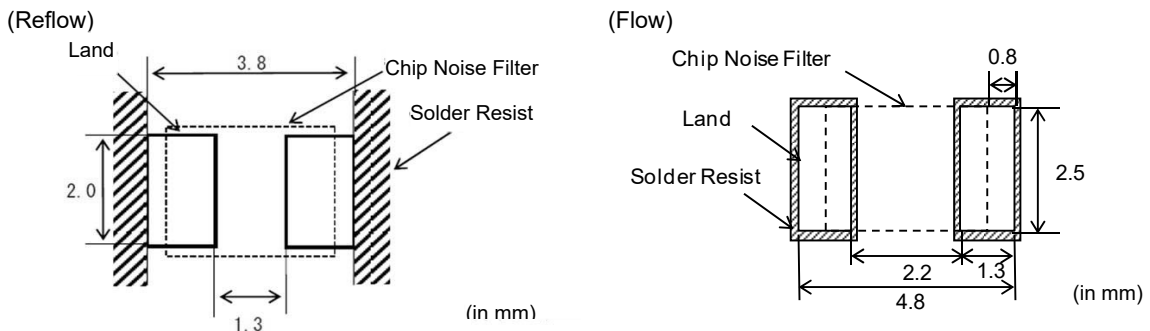 (Reflow)
Land
3.8
Chip Noise Filter
Solder Resist
2.0
1.3
(in mm)
(Flow)
0.8
Chip Noise Filter
Land
Solder Resist
2.5
2.2
1.3
4.8
(in mm)